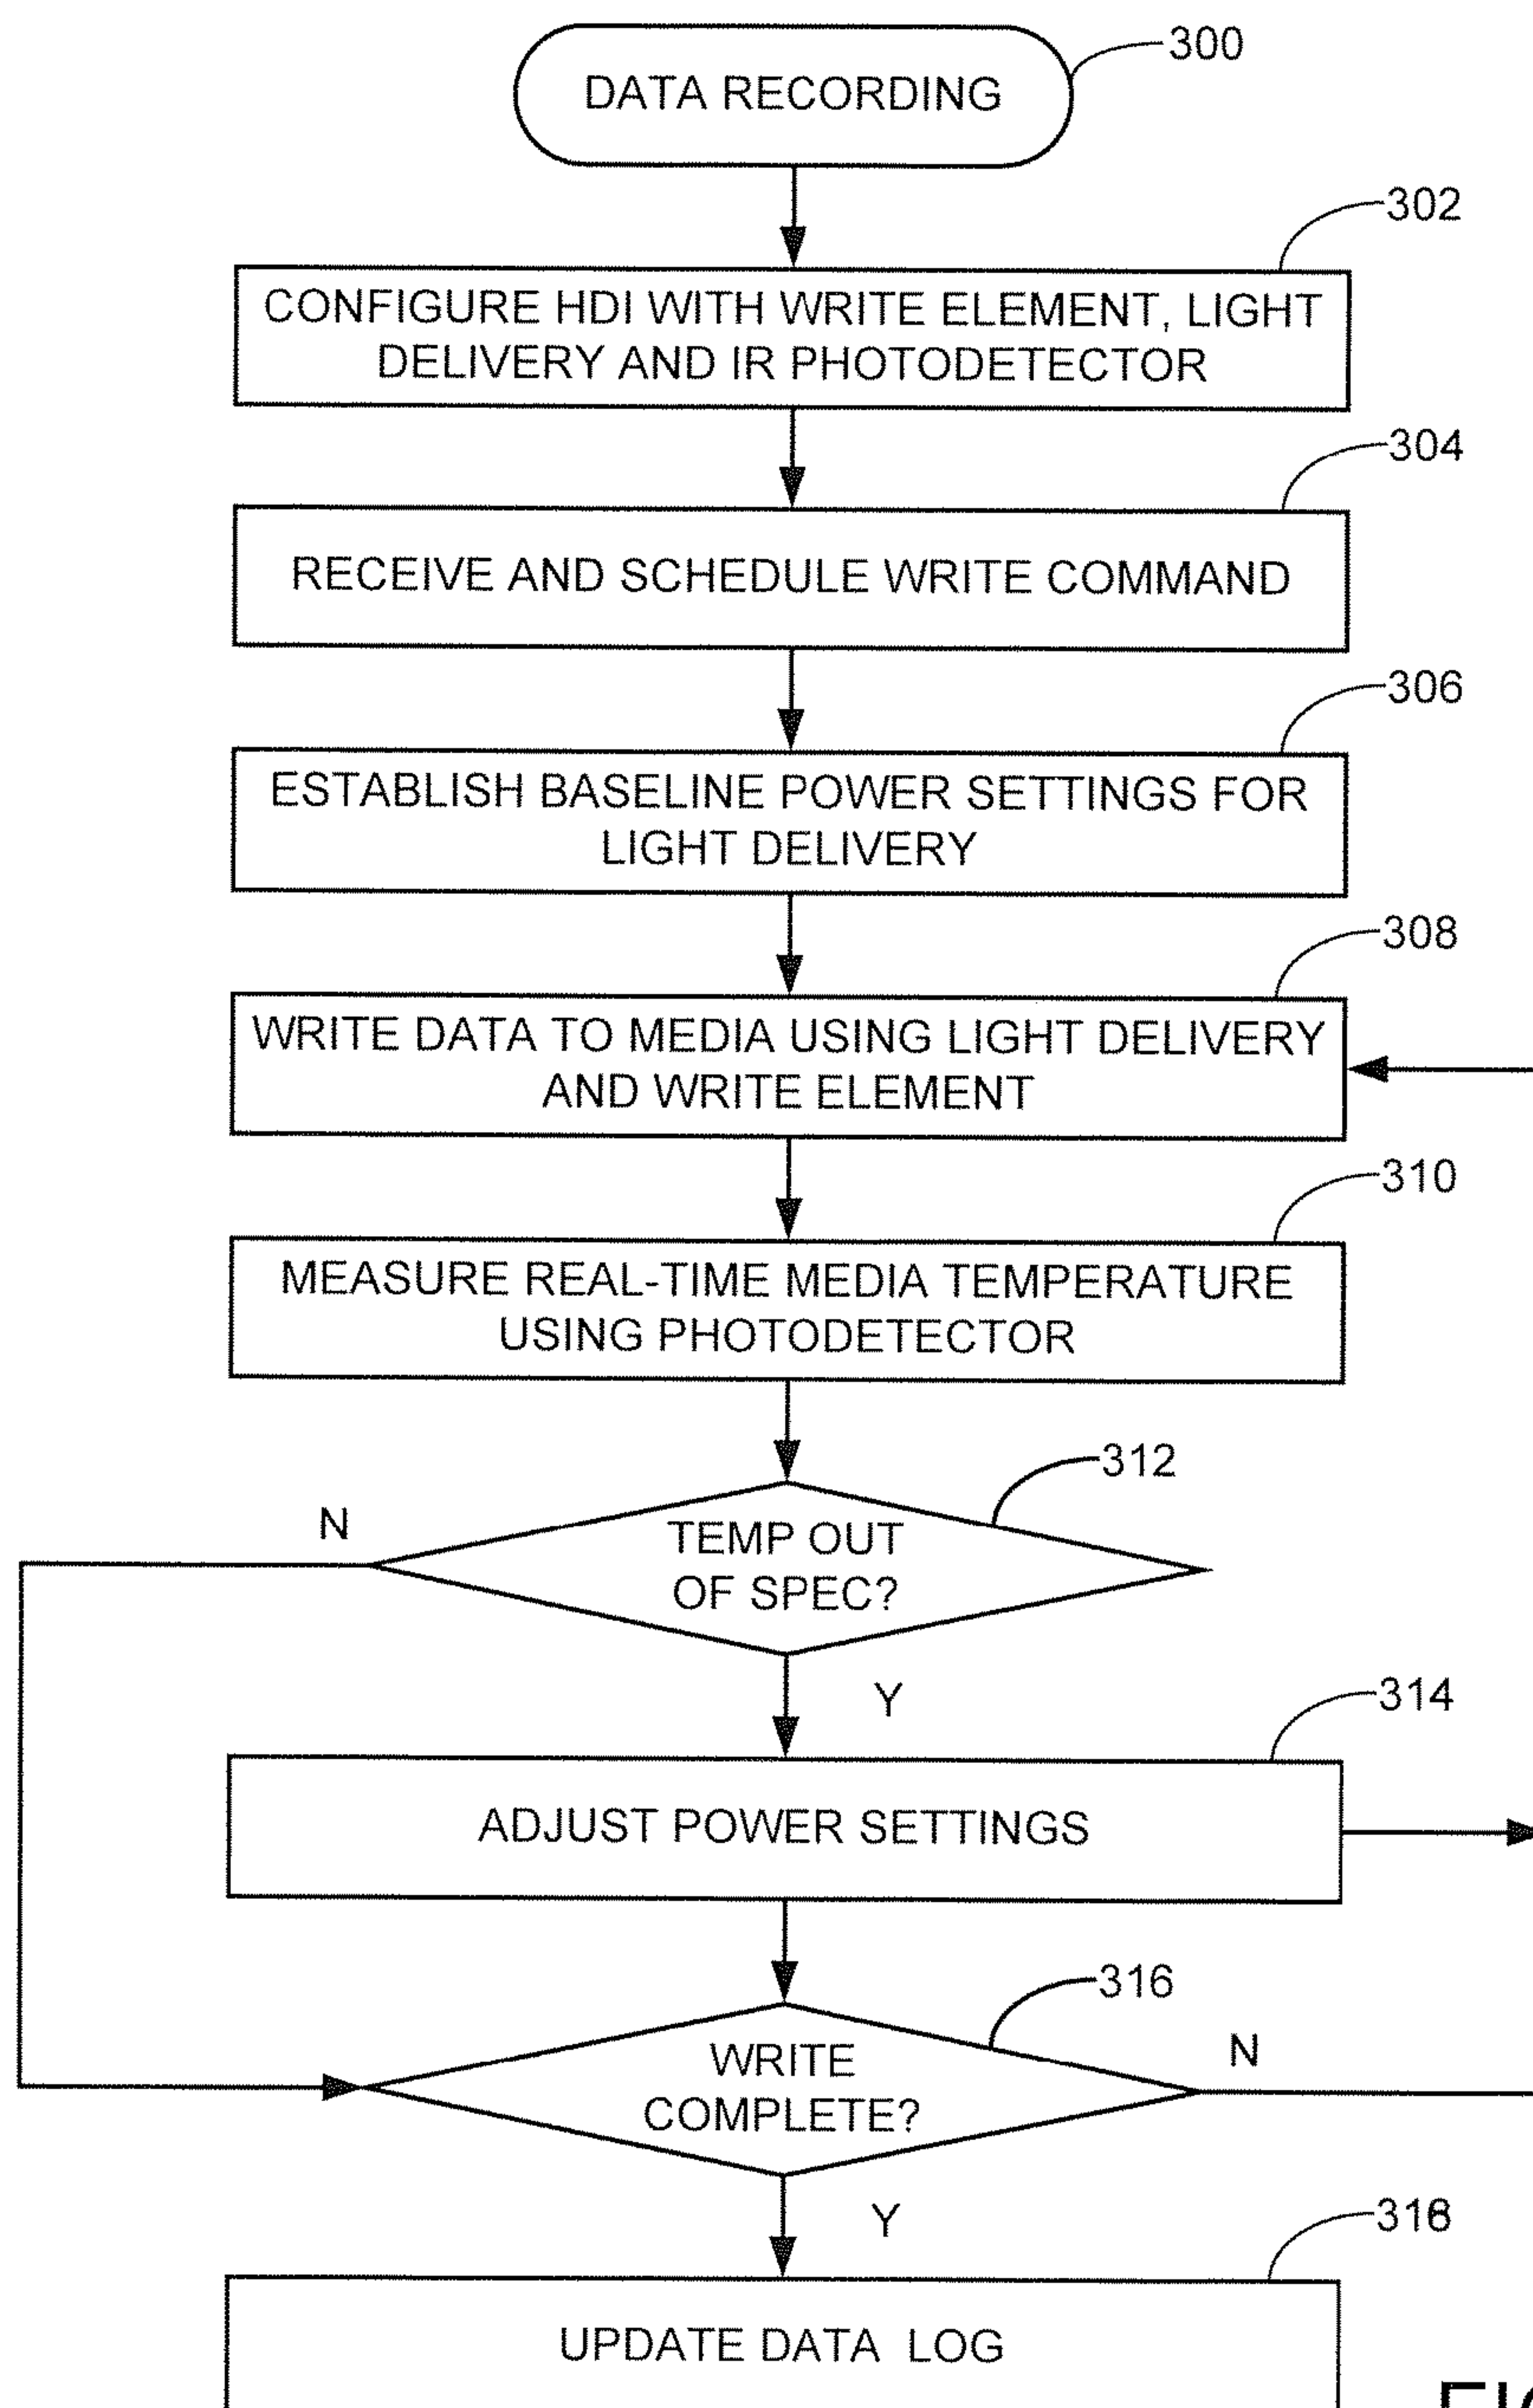 DATA RECORDING
300
302
CONFIGURE HDI WITH WRITE ELEMENT, LIGHT
DELIVERY AND IR PHOTODETECTOR
304
RECEIVE AND SCHEDULE WRITE COMMAND
306
ESTABLISH BASELINE POWER SETTINGS FOR
LIGHT DELIVERY
308
WRITE DATA TO MEDIA USING LIGHT DELIVERY
AND WRITE ELEMENT
310
MEASURE REAL-TIME MEDIA TEMPERATURE
USING PHOTODETECTOR
312
N
TEMP OUT
OF SPEC?
Y
314
ADJUST POWER SETTINGS
316
N
WRITE
COMPLETE?
Y
318
UPDATE DATA LOG